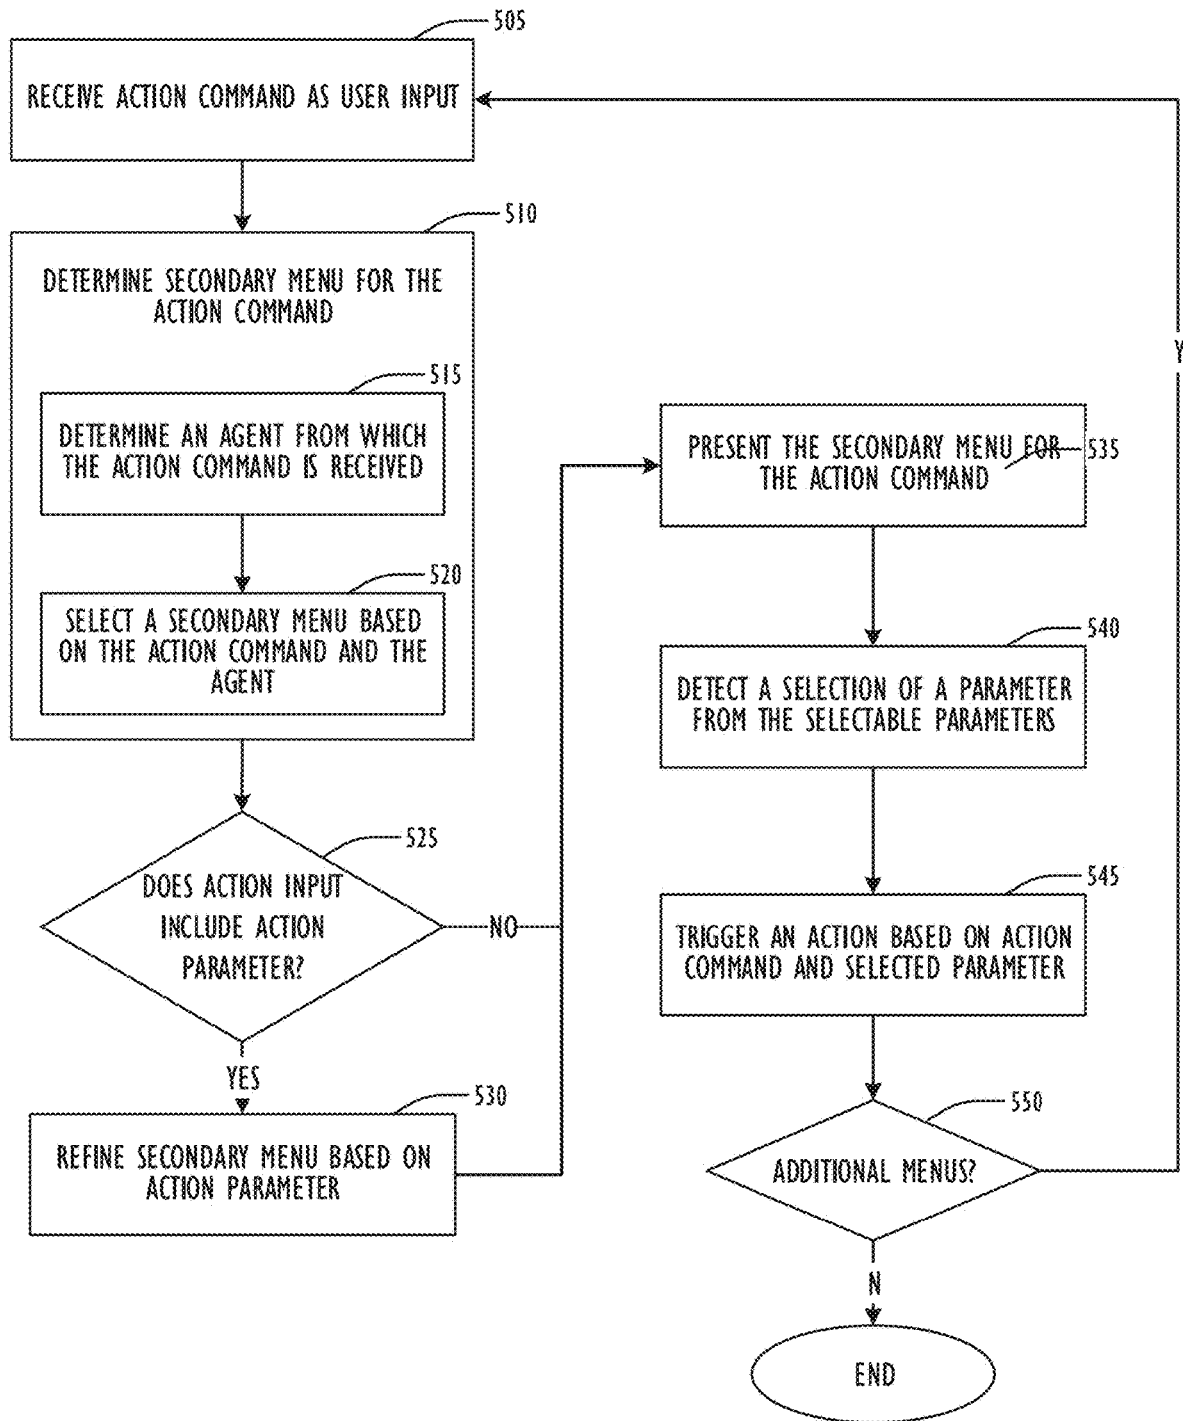 505
RECEIVE ACTION COMMAND AS USER INPUT
510
DETERMINE SECONDARY MENU FOR THE
ACTION COMMAND
515
DETERMINE AN AGENT FROM WHICH
THE ACTION COMMAND IS RECEIVED
520
SELECT A SECONDARY MENU BASED
ON THE ACTION COMMAND AND THE
AGENT
525
DOES ACTION INPUT
INCLUDE ACTION
PARAMETER?
NO
YES
530
REFINE SECONDARY MENU BASED ON
ACTION PARAMETER
PRESENT THE SECONDARY MENU FOR
THE ACTION COMMAND
535
540
DETECT A SELECTION OF A PARAMETER
FROM THE SELECTABLE PARAMETERS
545
TRIGGER AN ACTION BASED ON ACTION
COMMAND AND SELECTED PARAMETER
550
ADDITIONAL MENUS?
Y
N
END